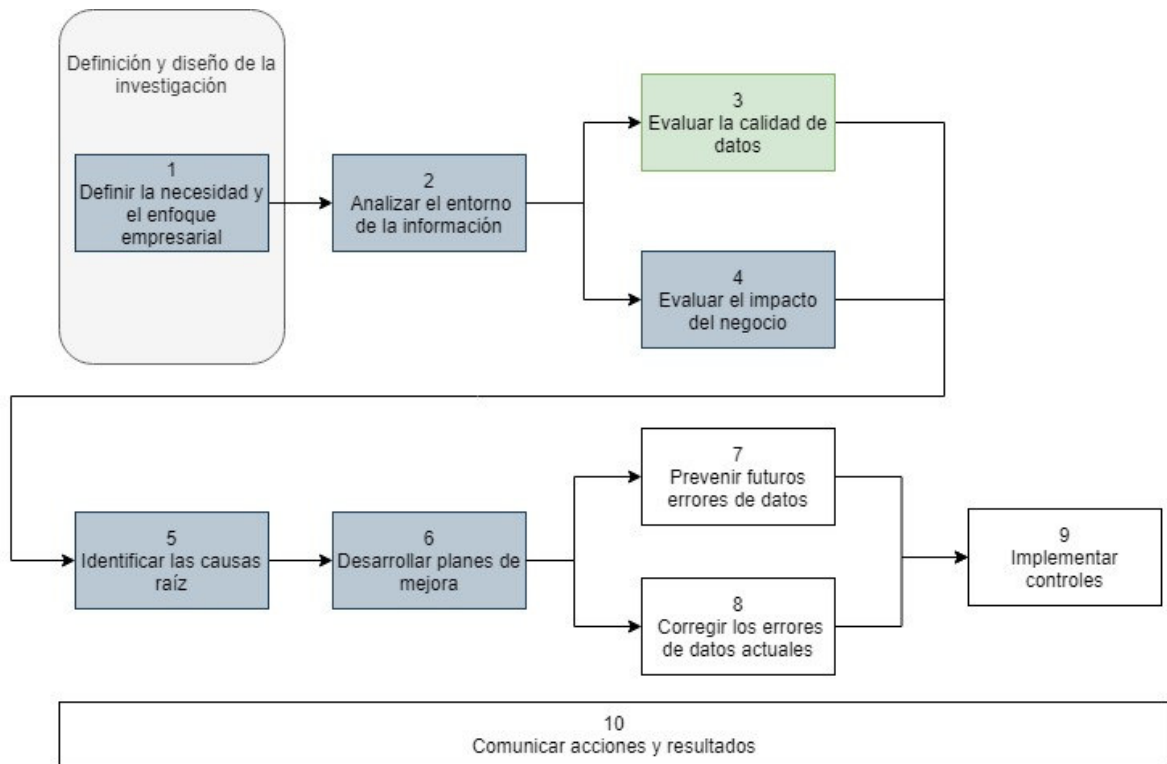 Definición y diseño de la
investigación
1
Definir la necesidad y
el enfoque
empresarial
2
Analizar el entorno
de la información
3
Evaluar la calidad de
datos
4
Evaluar el impacto
del negocio
5
Identificar las causas
raíz
6
Desarrollar planes de
mejora
7
Prevenir futuros
errores de datos
8
Corregir los errores
de datos actuales
9
Implementar
controles
10
Comunicar acciones y resultados